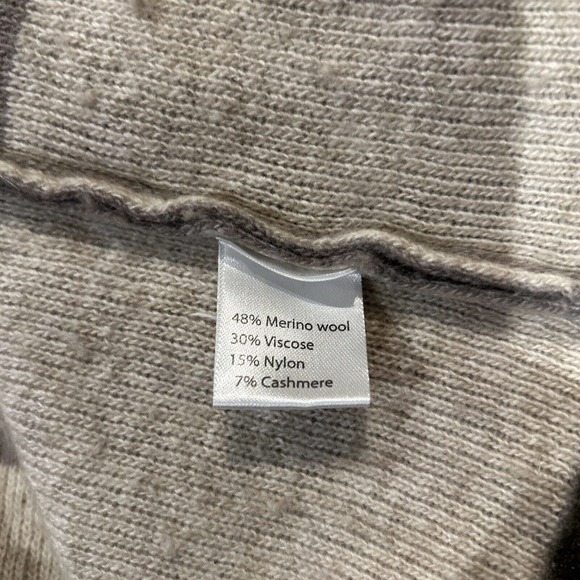 48% Merino wool
30% Viscose
15% Nylon
7% Cashmere